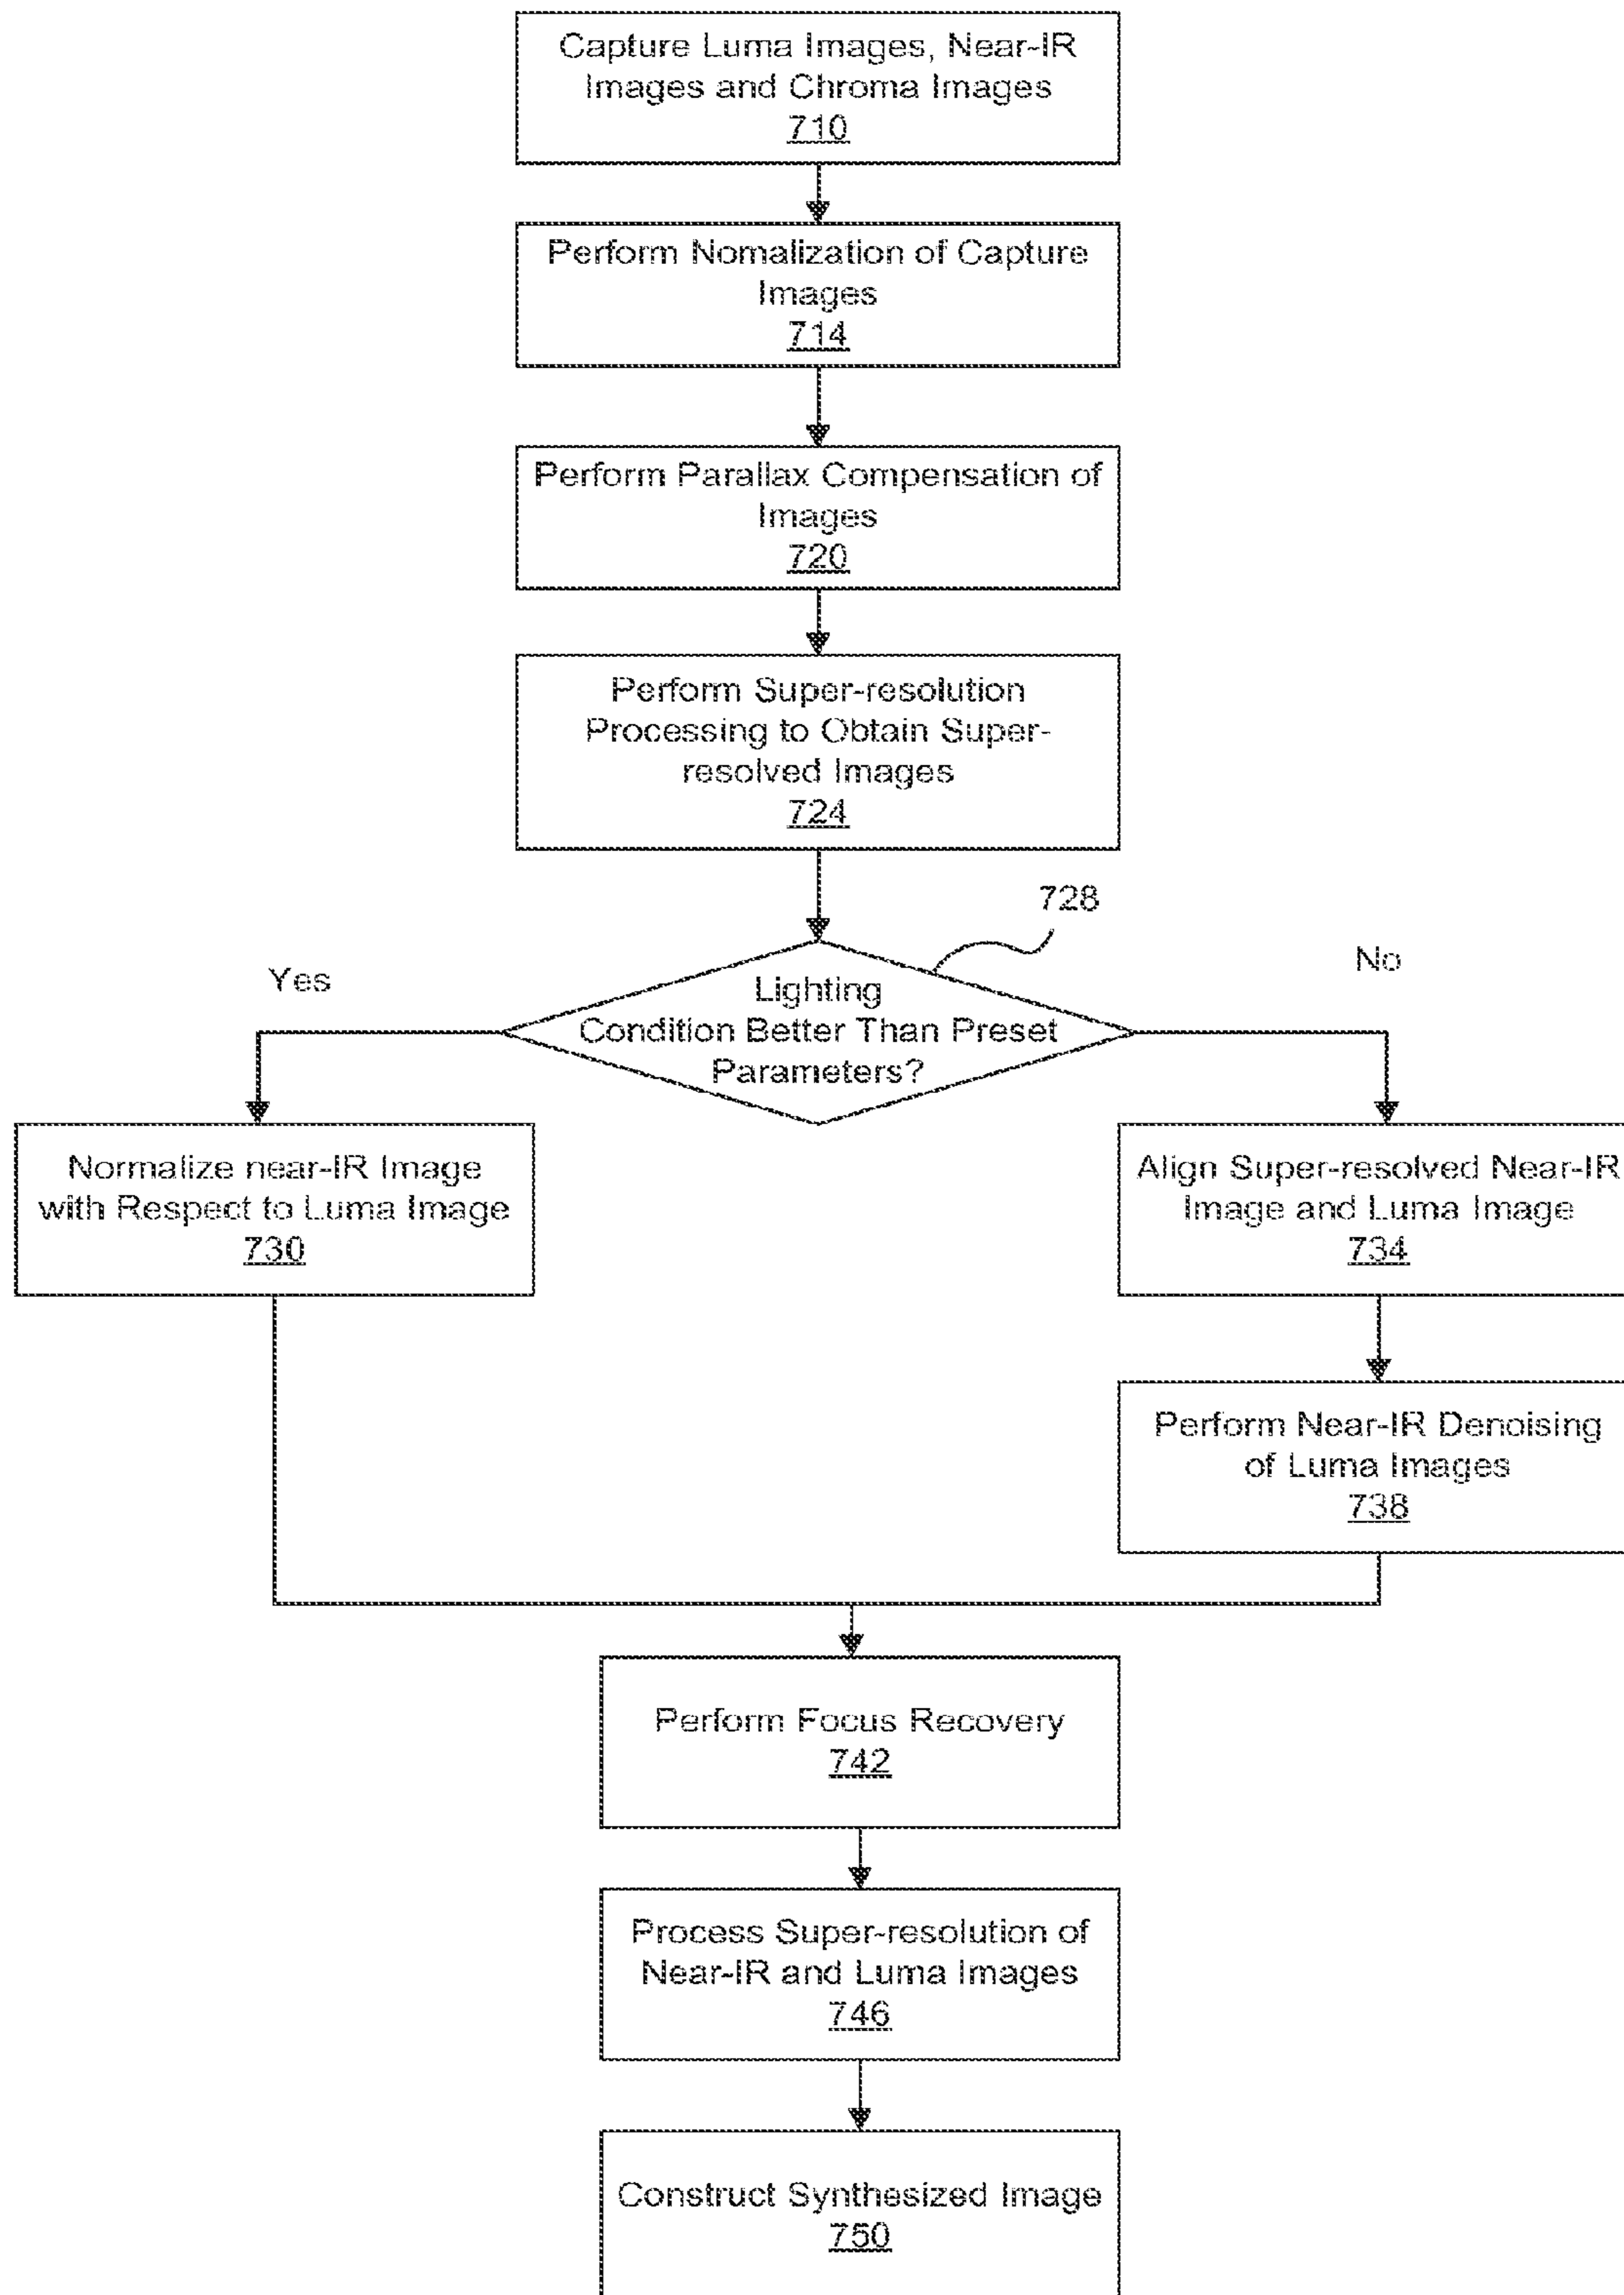 Capture Luma Images, Near-IR
Images and Chroma Images
710
Perform Nomalization of Capture
Images
714
Perform Parallax Compensation of
Images
720
Perform Super-resolution
Processing to Obtain Super-
resolved Images
724
728
Yes
No
Lighting
Condition Better Than Preset
Parameters?
Normalize near-IR Image
with Respect to Luma Image
730
Align Super-resolved Near-IR
Image and Luma Image
734
Perform Near-IR Denoising
of Luma Images
738
Perform Focus Recovery
742
Process Super-resolution of
Near-IR and Luma Images
746
Construct Synthesized Image
750